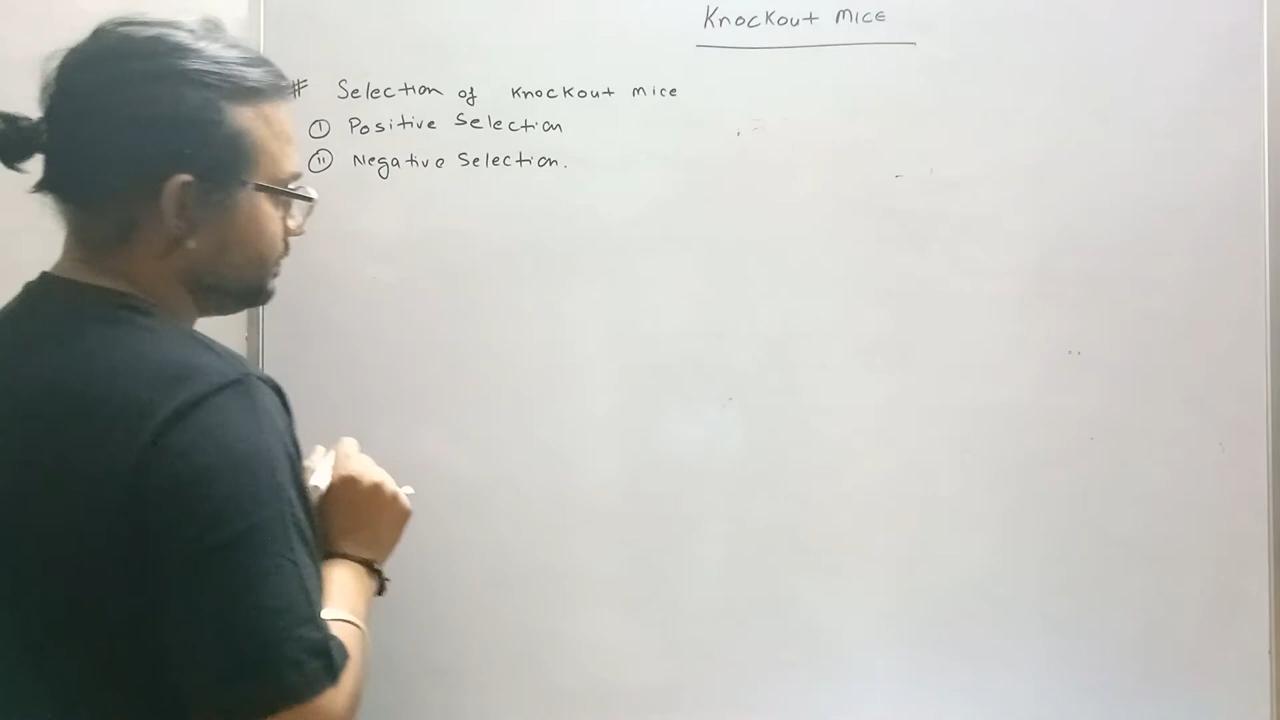 Knockout Mice
# Selection of Knockout mice
(i) Positive Selection
(ii) Negative Selection.